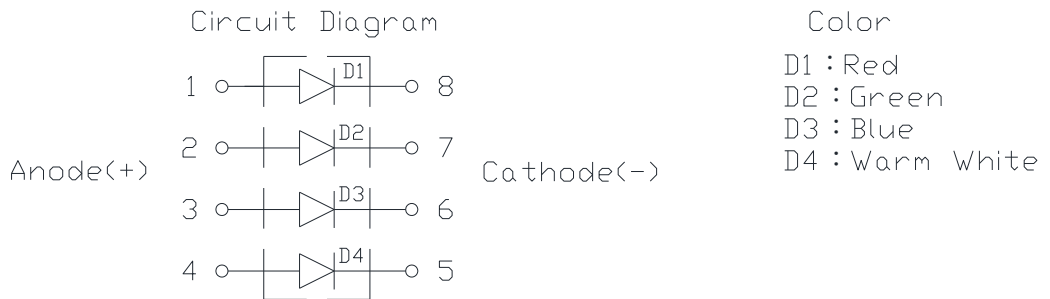 Circuit Diagram
1 D1 8
2 D2 7
3 D3 6
4 D4 5
Anode(+)
Cathode(-)
Color
D1 : Red
D2 : Green
D3 : Blue
D4 : Warm White